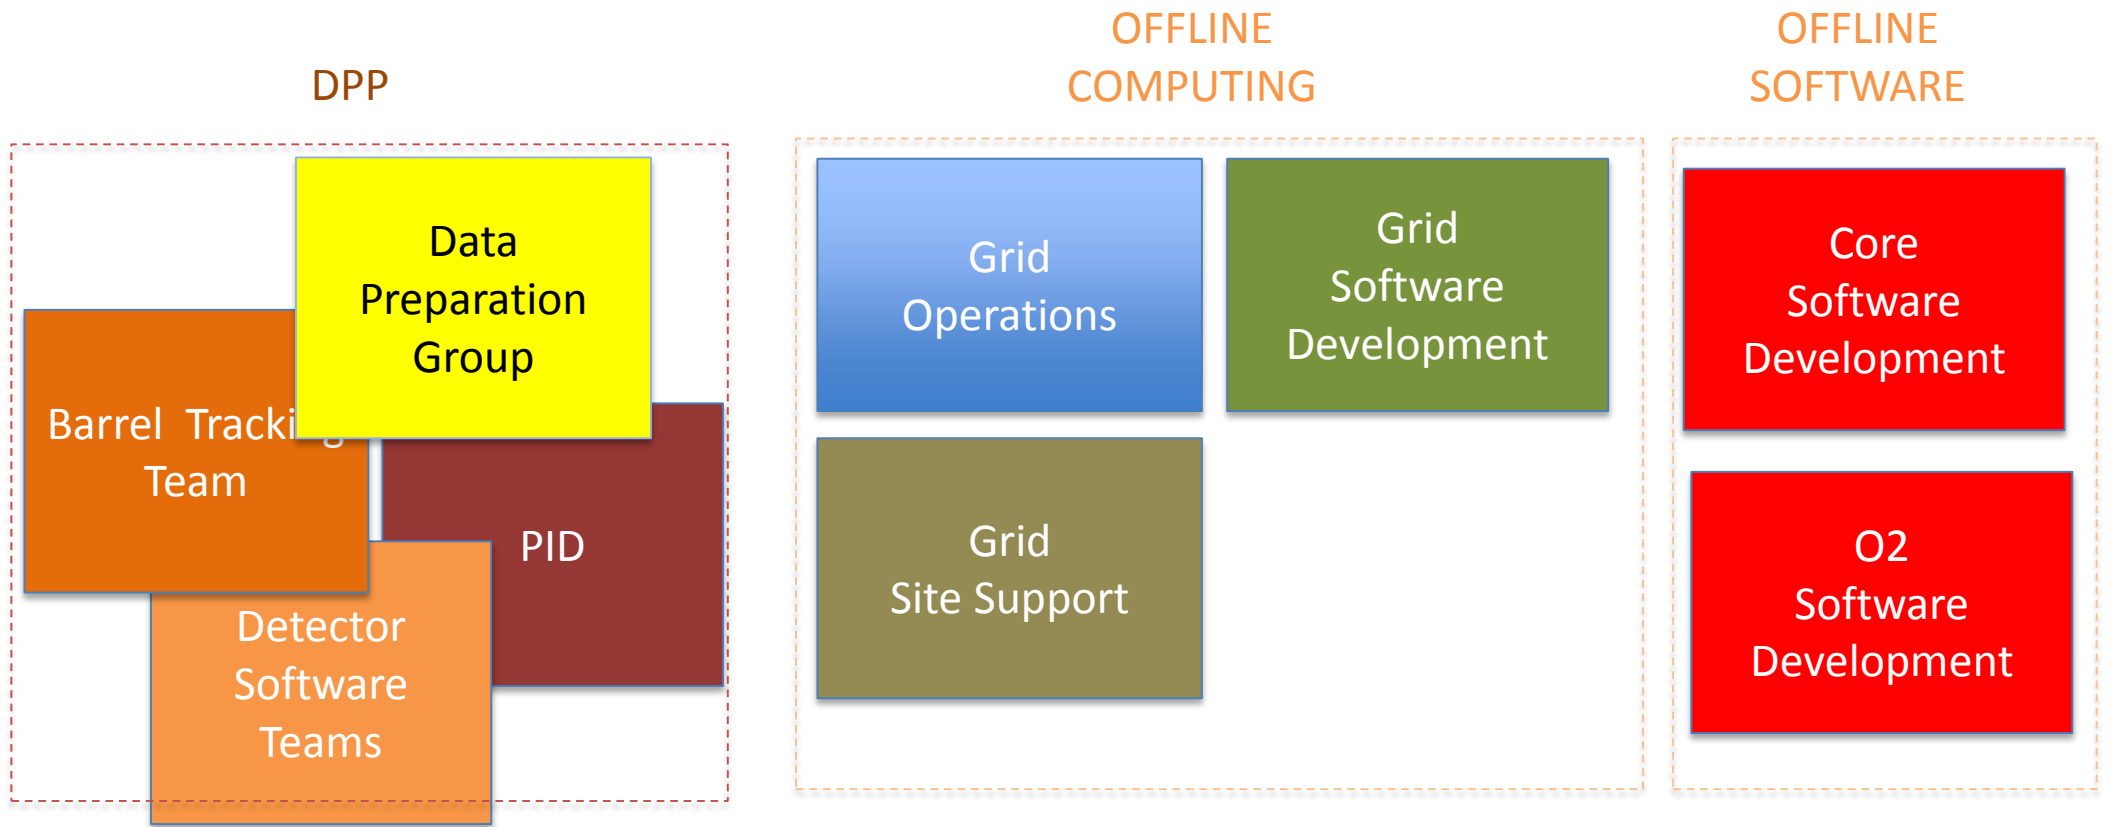 DPP
Data
Preparation
Group
Barrel  Tracking
Team
PID
Detector
Software
Teams
OFFLINE
COMPUTING
Grid
Operations
Grid
Software
Development
Grid
Site Support
OFFLINE
SOFTWARE
Core
Software
Development
O2
Software
Development